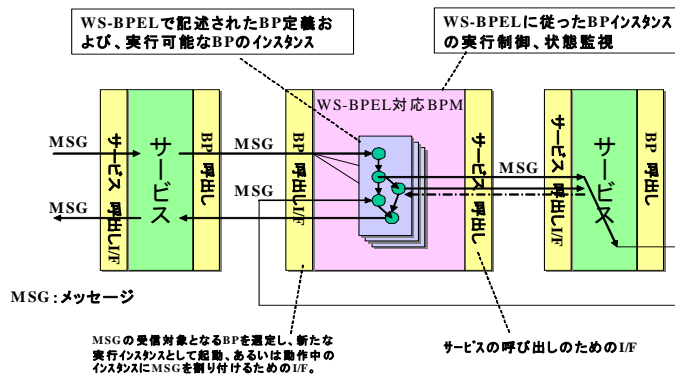 WS-BPELで記述されたBP定義お
よび、実行可能なBPのインスタンス
WS-BPELに従ったBPインスタンス
の実行制御、状態監視
WS-BPEL対応BPM
MSG
MSG
サービス 呼出しI/F
サービス
BP 呼出し
MSG
MSG
BP 呼出しI/F
サービス 呼出し
MSG
サービス 呼出しI/F
サービス
BP 呼出し
MSG:メッセージ
MSGの受信対象となるBPを選定し、新たな
実行インスタンスとして起動、あるいは動作中の
インスタンスにMSGを割り付けるためのI/F。
サービスの呼び出しのためのI/F